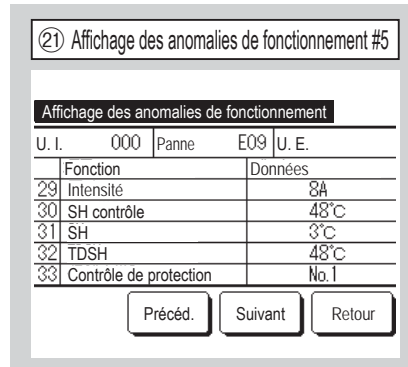 ㉑ Affichage des anomalies de fonctionnement #5
Affichage des anomalies de fonctionnement
U. I. 000 Panne E09 U. E.
Fonction Données
29 Intensité 8A
30 SH contrôle 48°C
31 SH 3°C
32 TDSH 48°C
33 Contrôle de protection No.1
Précéd. Suivant Retour